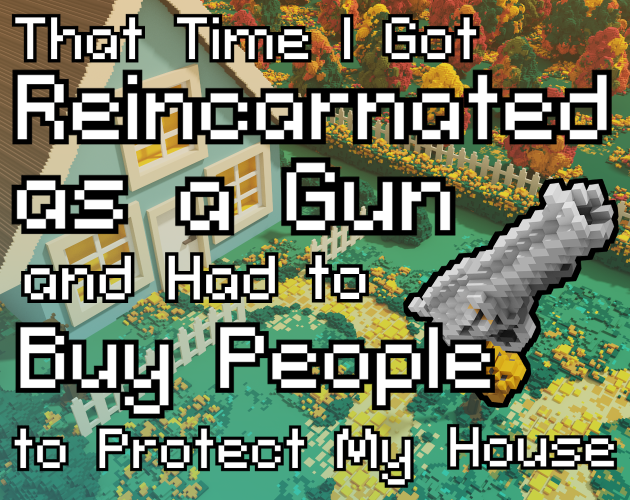 That Time I Got
Reincarnated
as a Gun
and Had to
Buy People
to Protect My House